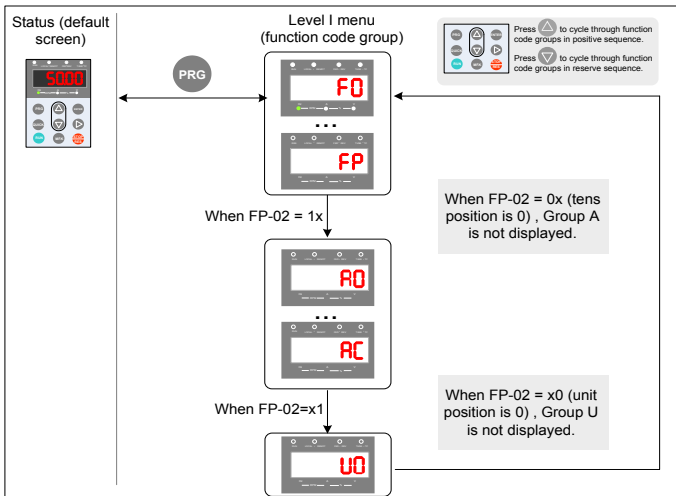 Status (default
screen)
50.00
PRG
Level I menu
(function code group)
F0
...
FP
When FP-02 = 1x
A0
...
AC
When FP-02=x1
U0
Press △ to cycle through function
code groups in positive sequence.
Press ▽ to cycle through function
code groups in reserve sequence.
When FP-02 = 0x (tens
position is 0) , Group A
is not displayed.
When FP-02 = x0 (unit
position is 0) , Group U
is not displayed.